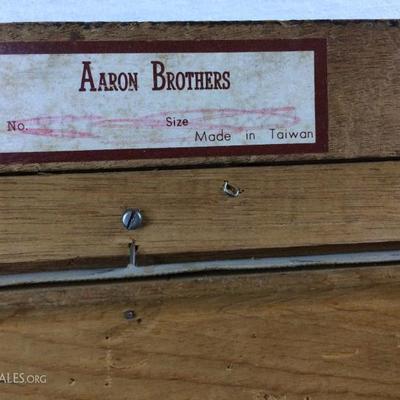 AARON BROTHERS
No. Size
Made in Taiwan
ALES.ORG